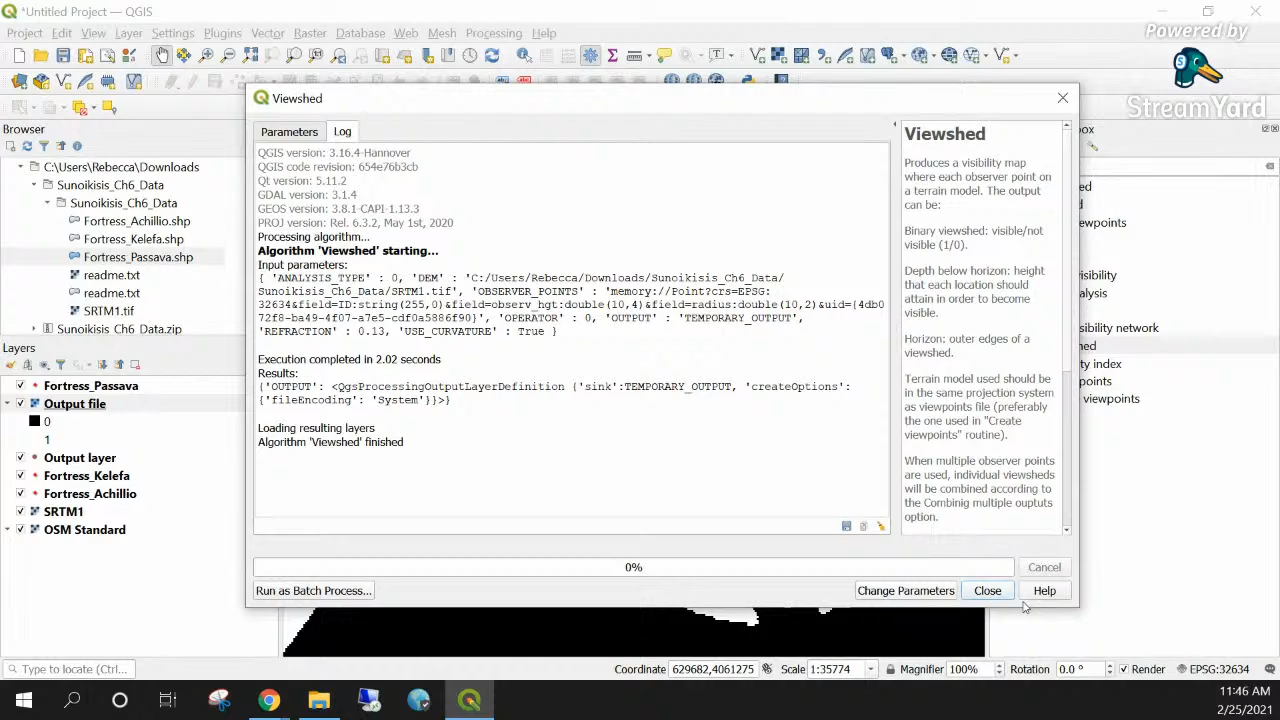 *Untitled Project — QGIS
Project Edit View Layer Settings Plugins Vector Raster Database Web Mesh Processing Help
Powered by
StreamYard
Browser
C:\Users\Rebecca\Downloads
Sunoikisis_Ch6_Data
Sunoikisis_Ch6_Data
Fortress_Achillio.shp
Fortress_Kelefa.shp
Fortress_Passava.shp
readme.txt
readme.txt
SRTM1.tif
Sunoikisis_Ch6_Data.zip
Layers
Fortress_Passava
Output file
0
1
Output layer
Fortress_Kelefa
Fortress_Achillio
SRTM1
OSM Standard
Viewshed
Parameters Log
QGIS version: 3.16.4-Hannover
QGIS code revision: 654e76b3cb
Qt version: 5.11.2
GDAL version: 3.1.4
GEOS version: 3.8.1-CAPI-1.13.3
PROJ version: Rel. 6.3.2, May 1st, 2020
Processing algorithm...
Algorithm 'Viewshed' starting...
Input parameters:
{ 'ANALYSIS_TYPE' : 0, 'DEM' : 'C:/Users/Rebecca/Downloads/Sunoikisis_Ch6_Data/
Sunoikisis_Ch6_Data/SRTM1.tif', 'OBSERVER_POINTS' : 'memory://Point?crs=EPSG:
32634&field=ID:string(255,0)&field=observ_hgt:double(10,4)&field=radius:double(10,2)&uid={4db0
72f8-ba49-4f07-a7e5-cdf0a5886f90}', 'OPERATOR' : 0, 'OUTPUT' : 'TEMPORARY_OUTPUT',
'REFRACTION' : 0.13, 'USE_CURVATURE' : True }
Execution completed in 2.02 seconds
Results:
{'OUTPUT': <QgsProcessingOutputLayerDefinition {'sink':TEMPORARY_OUTPUT, 'createOptions':
{'fileEncoding': 'System'}}>}
Loading resulting layers
Algorithm 'Viewshed' finished
0%
Cancel
Run as Batch Process...
Change Parameters
Close
Help
Viewshed
Produces a visibility map
where each observer point on
a terrain model. The output
can be:
Binary viewshed: visible/not
visible (1/0).
Depth below horizon: height
that each location should
attain in order to become
visible.
Horizon: outer edges of a
viewshed.
Terrain model used should be
in the same projection system
as viewpoints file (preferably
the one used in "Create
viewpoints" routine).
When multiple observer points
are used, individual viewsheds
will be combined according to
the Combinig multiple ouptuts
option.
box
ed
d
viewpoints
sibility
nalysis
sibility network
ned
y index
points
viewpoints
Type to locate (Ctrl...
Coordinate 629682,4061275
Scale 1:35774
Magnifier 100%
Rotation 0.0 °
Render
EPSG:32634
11:46 AM
2/25/2021